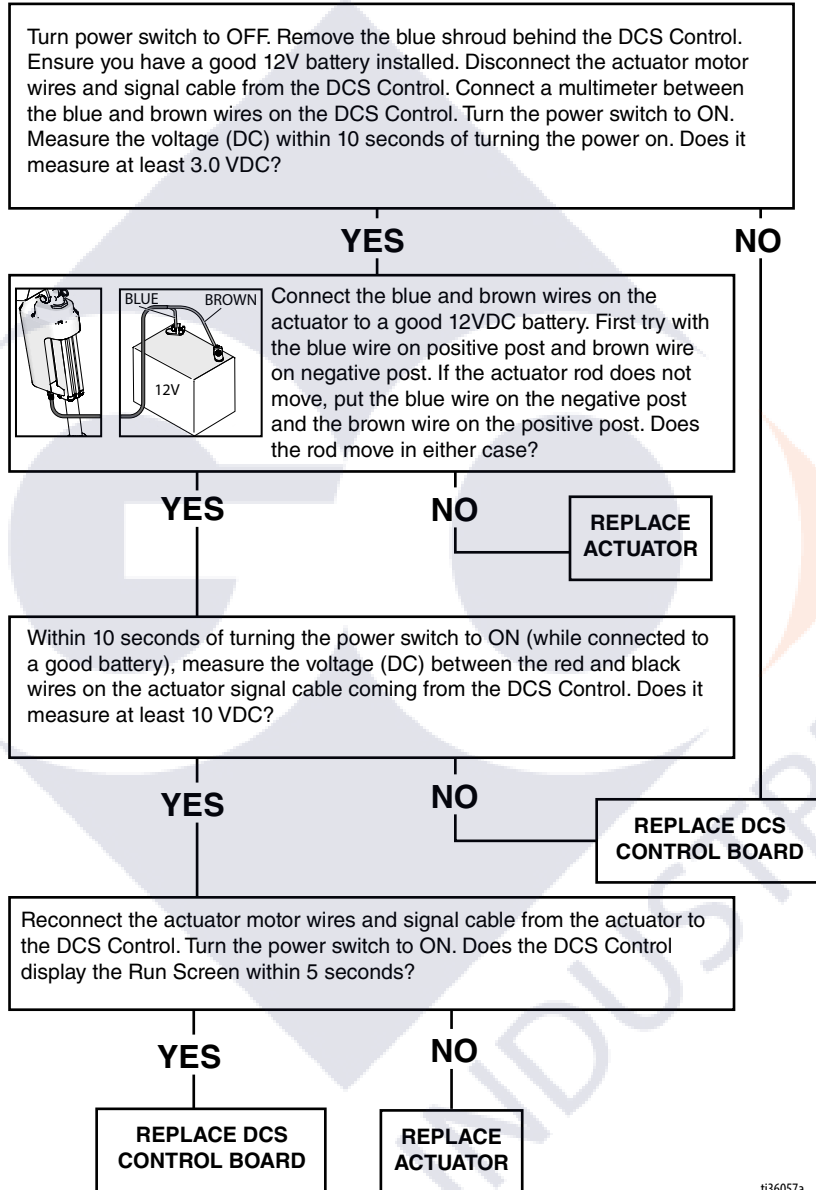 Turn power switch to OFF. Remove the blue shroud behind the DCS Control.
Ensure you have a good 12V battery installed. Disconnect the actuator motor
wires and signal cable from the DCS Control. Connect a multimeter between
the blue and brown wires on the DCS Control. Turn the power switch to ON.
Measure the voltage (DC) within 10 seconds of turning the power on. Does it
measure at least 3.0 VDC?
YES
NO
BLUE
BROWN
12V
Connect the blue and brown wires on the
actuator to a good 12VDC battery. First try with
the blue wire on positive post and brown wire
on negative post. If the actuator rod does not
move, put the blue wire on the negative post
and the brown wire on the positive post. Does
the rod move in either case?
YES
NO
REPLACE
ACTUATOR
Within 10 seconds of turning the power switch to ON (while connected to
a good battery), measure the voltage (DC) between the red and black
wires on the actuator signal cable coming from the DCS Control. Does it
measure at least 10 VDC?
YES
NO
REPLACE DCS
CONTROL BOARD
Reconnect the actuator motor wires and signal cable from the actuator to
the DCS Control. Turn the power switch to ON. Does the DCS Control
display the Run Screen within 5 seconds?
YES
NO
REPLACE DCS
CONTROL BOARD
REPLACE
ACTUATOR
ti36057a